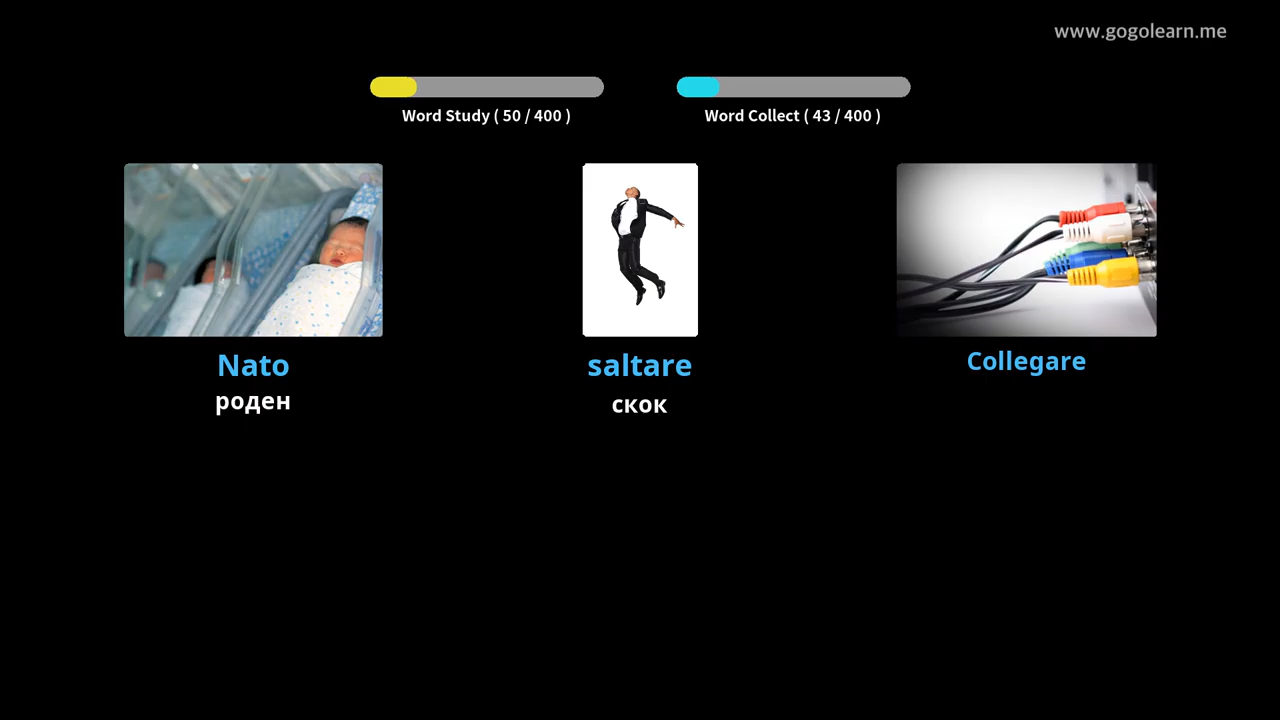 www.gogolearn.me
Word Study ( 50 / 400 )
Word Collect ( 43 / 400 )
Nato
роден
saltare
скок
Collegare